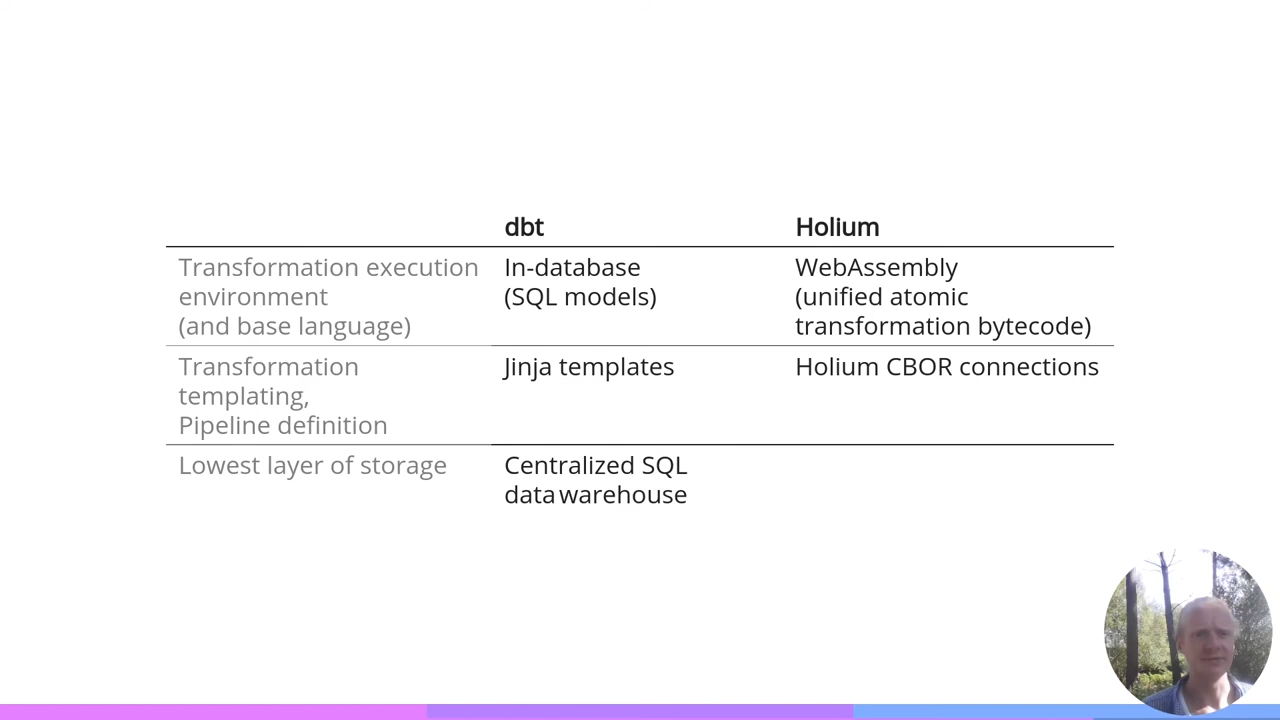 dbt Holium
Transformation execution In-database WebAssembly
environment (SQL models) (unified atomic
(and base language) transformation bytecode)
Transformation Jinja templates Holium CBOR connections
templating,
Pipeline definition
Lowest layer of storage Centralized SQL
data warehouse